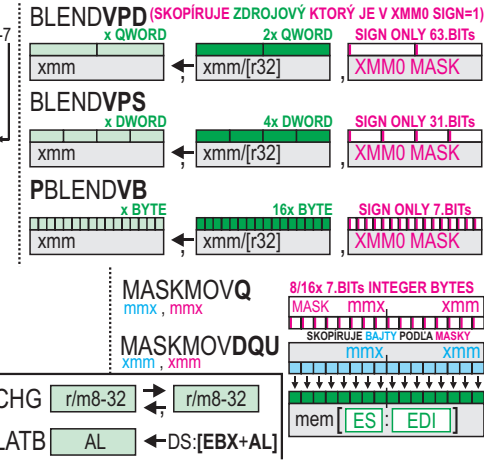 BLENDVPD (SKOPÍRUJE ZDROJOVÝ KTORÝ JE V XMM0 SIGN=1)
-7
x QWORD 2x QWORD SIGN ONLY 63.BITs
xmm , xmm/[r32] , XMM0 MASK
BLENDVPS
x DWORD 4x DWORD SIGN ONLY 31.BITs
xmm , xmm/[r32] , XMM0 MASK
PBLENDVB
x BYTE 16x BYTE SIGN ONLY 7.BITs
xmm , xmm/[r32] , XMM0 MASK
MASKMOVQ
mmx , mmx
8/16x 7.BITs INTEGER BYTES
MASK mmx, xmm
SKOPÍRUJE BAJTY PODĽA MASKY
MASKMOVDQU
xmm , xmm
mmx, xmm
mem[ES:EDI]
CHG r/m8-32 , r/m8-32
LATB AL DS:[EBX+AL]